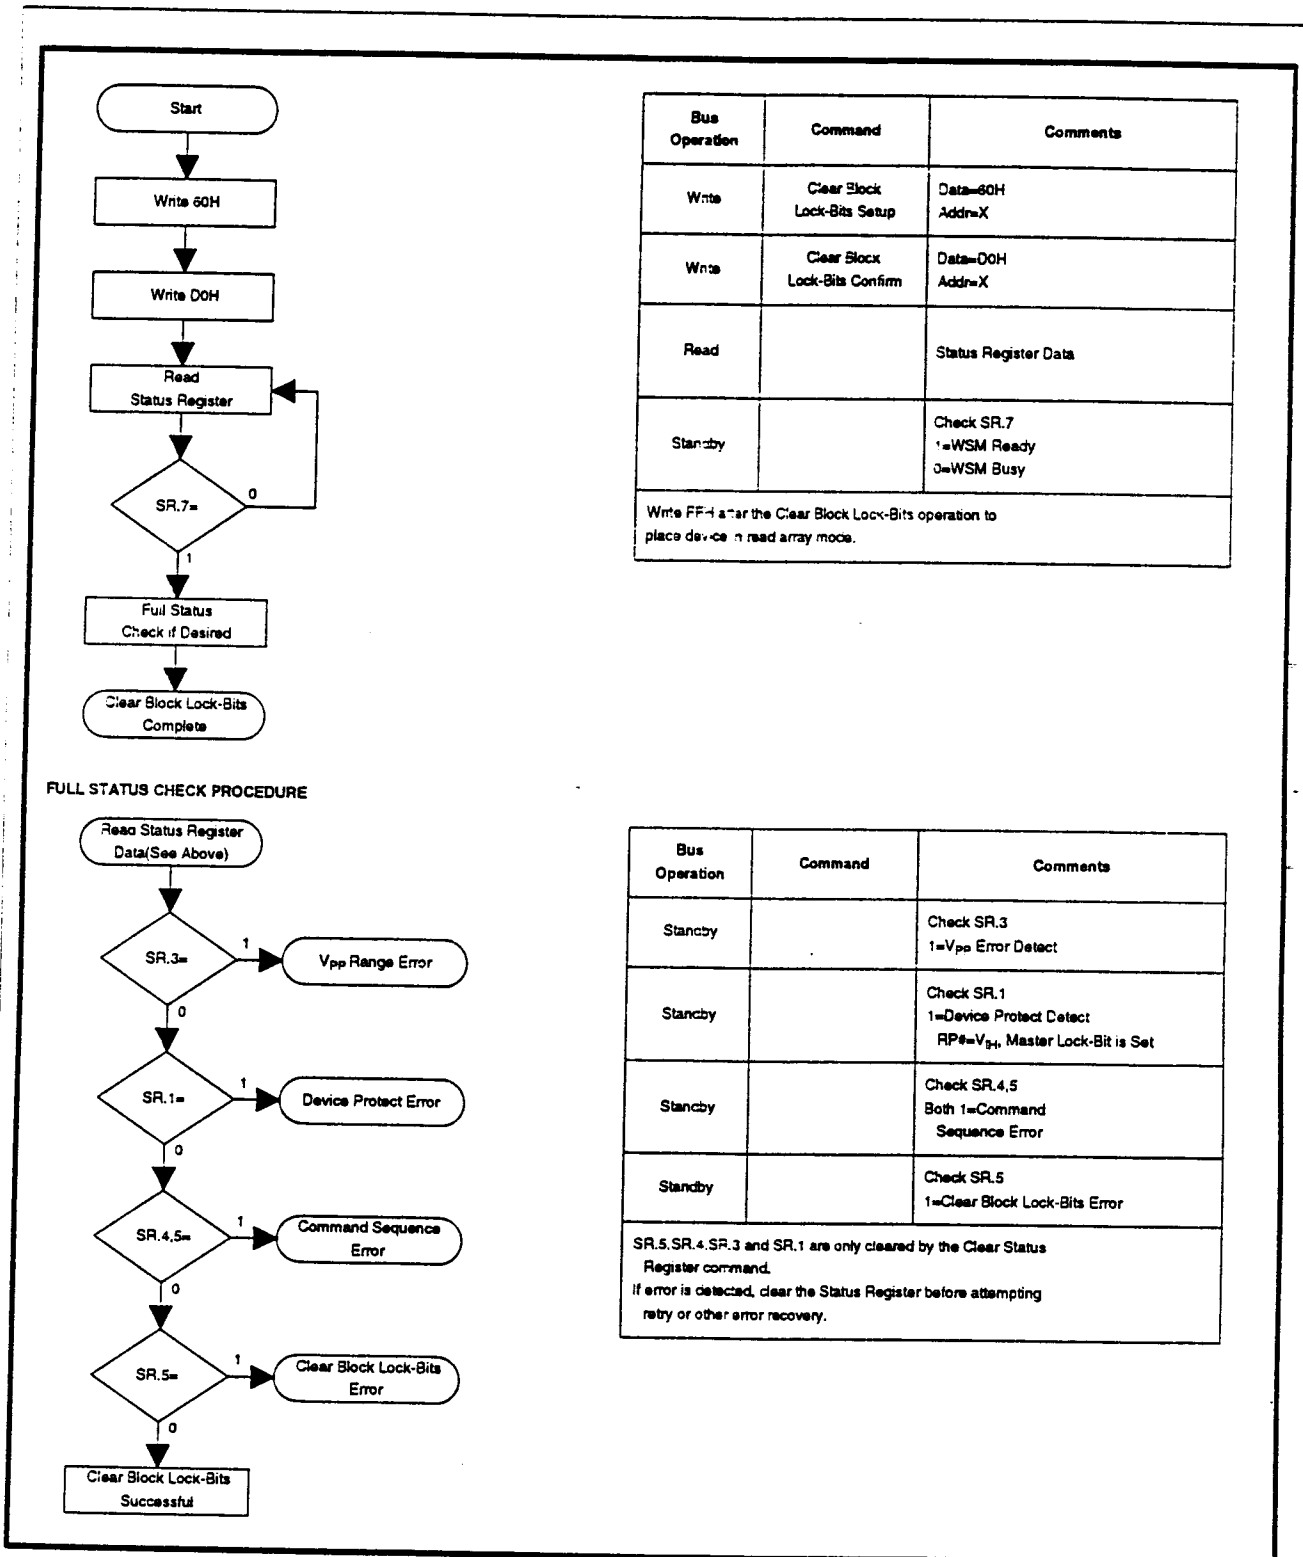 Start
Write 60H
Write D0H
Read
Status Register
SR.7=
0
1
Full Status
Check if Desired
Clear Block Lock-Bits
Complete
Bus
Operation
Command
Comments
Write
Clear Block
Lock-Bits Setup
Data=60H
Addr=X
Write
Clear Block
Lock-Bits Confirm
Data=D0H
Addr=X
Read
Status Register Data
Standby
Check SR.7
1=WSM Ready
0=WSM Busy
Write FFH after the Clear Block Lock-Bits operation to
place device in read array mode.
FULL STATUS CHECK PROCEDURE
Read Status Register
Data(See Above)
SR.3=
1
VPP Range Error
0
SR.1=
1
Device Protect Error
0
SR.4,5=
1
Command Sequence
Error
0
SR.5=
1
Clear Block Lock-Bits
Error
0
Clear Block Lock-Bits
Successful
Bus
Operation
Command
Comments
Standby
Check SR.3
1=VPP Error Detect
Standby
Check SR.1
1=Device Protect Detect
RP#=VIH, Master Lock-Bit is Set
Standby
Check SR.4,5
Both 1=Command
Sequence Error
Standby
Check SR.5
1=Clear Block Lock-Bits Error
SR.5,SR.4,SR.3 and SR.1 are only cleared by the Clear Status
Register command.
If error is detected, clear the Status Register before attempting
retry or other error recovery.